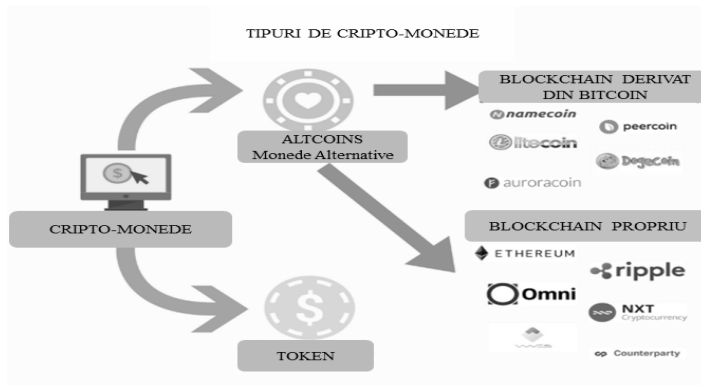 TIPURI DE CRIPTO-MONEDE
BLOCKCHAIN DERIVAT
DIN BITCOIN
namecoin
peercoin
litecoin
Dogecoin
auroracoin
ALTCOINS
Monede Alternative
CRIPTO-MONEDE
BLOCKCHAIN PROPRIU
ETHEREUM
ripple
Omni
NXT
Cryptocurrency
Counterparty
TOKEN